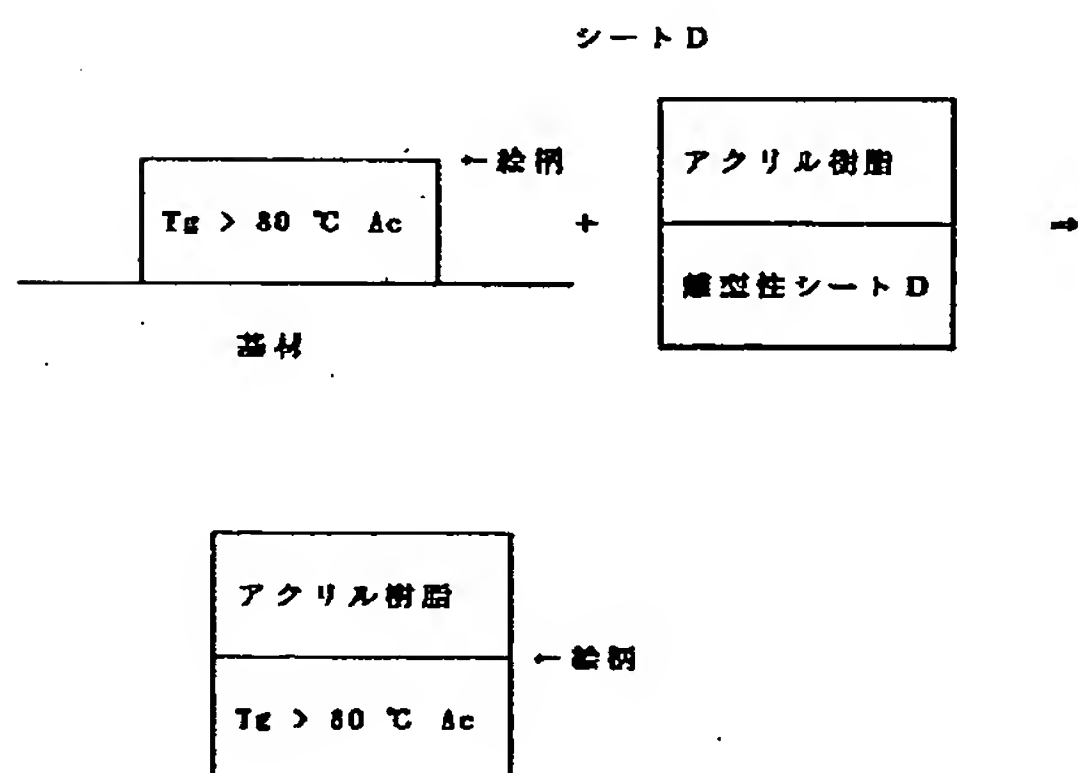 シートD
←絵柄
アクリル樹脂
Tg > 80 ℃ Ac
+
→
離型性シートD
基材
アクリル樹脂
←絵柄
Tg > 80 ℃ Ac